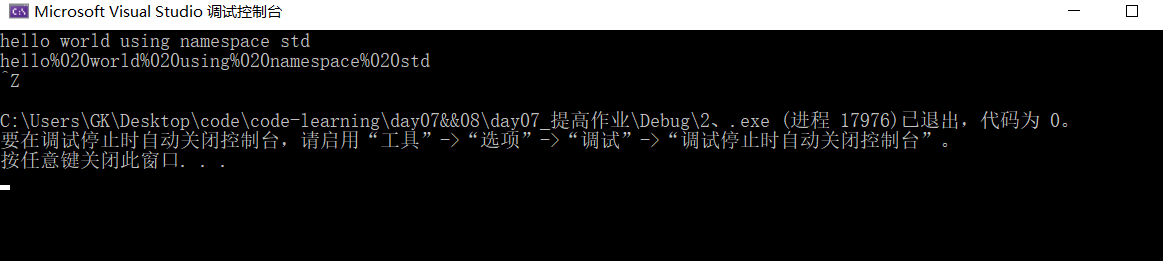 Microsoft Visual Studio 调试控制台
hello world using namespace std
hello%020world%020using%020namespace%020std
^Z
C:\Users\GK\Desktop\code\code-learning\day07&&08\day07_提高作业\Debug\2、.exe (进程 17976)已退出，代码为 0。
要在调试停止时自动关闭控制台，请启用“工具”->“选项”->“调试”->“调试停止时自动关闭控制台”。
按任意键关闭此窗口. . .